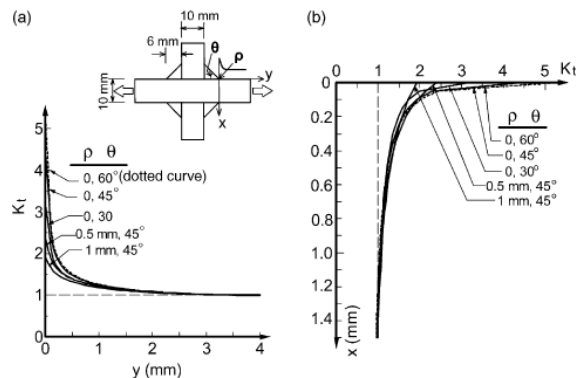 (a)
10 mm
6 mm
θ
ρ
y
10 mm
x
5
4
3
2
1
0
Kt
ρ θ
0, 60°(dotted curve)
0, 45°
0, 30
0.5 mm, 45°
1 mm, 45°
0 1 2 3 4
y (mm)
(b)
Kt
0 1 2 3 4 5
0
0.2
0.4
0.6
0.8
1.0
1.2
1.4
x (mm)
ρ θ
0, 60°
0, 45°
0, 30°
0.5 mm, 45°
1 mm, 45°